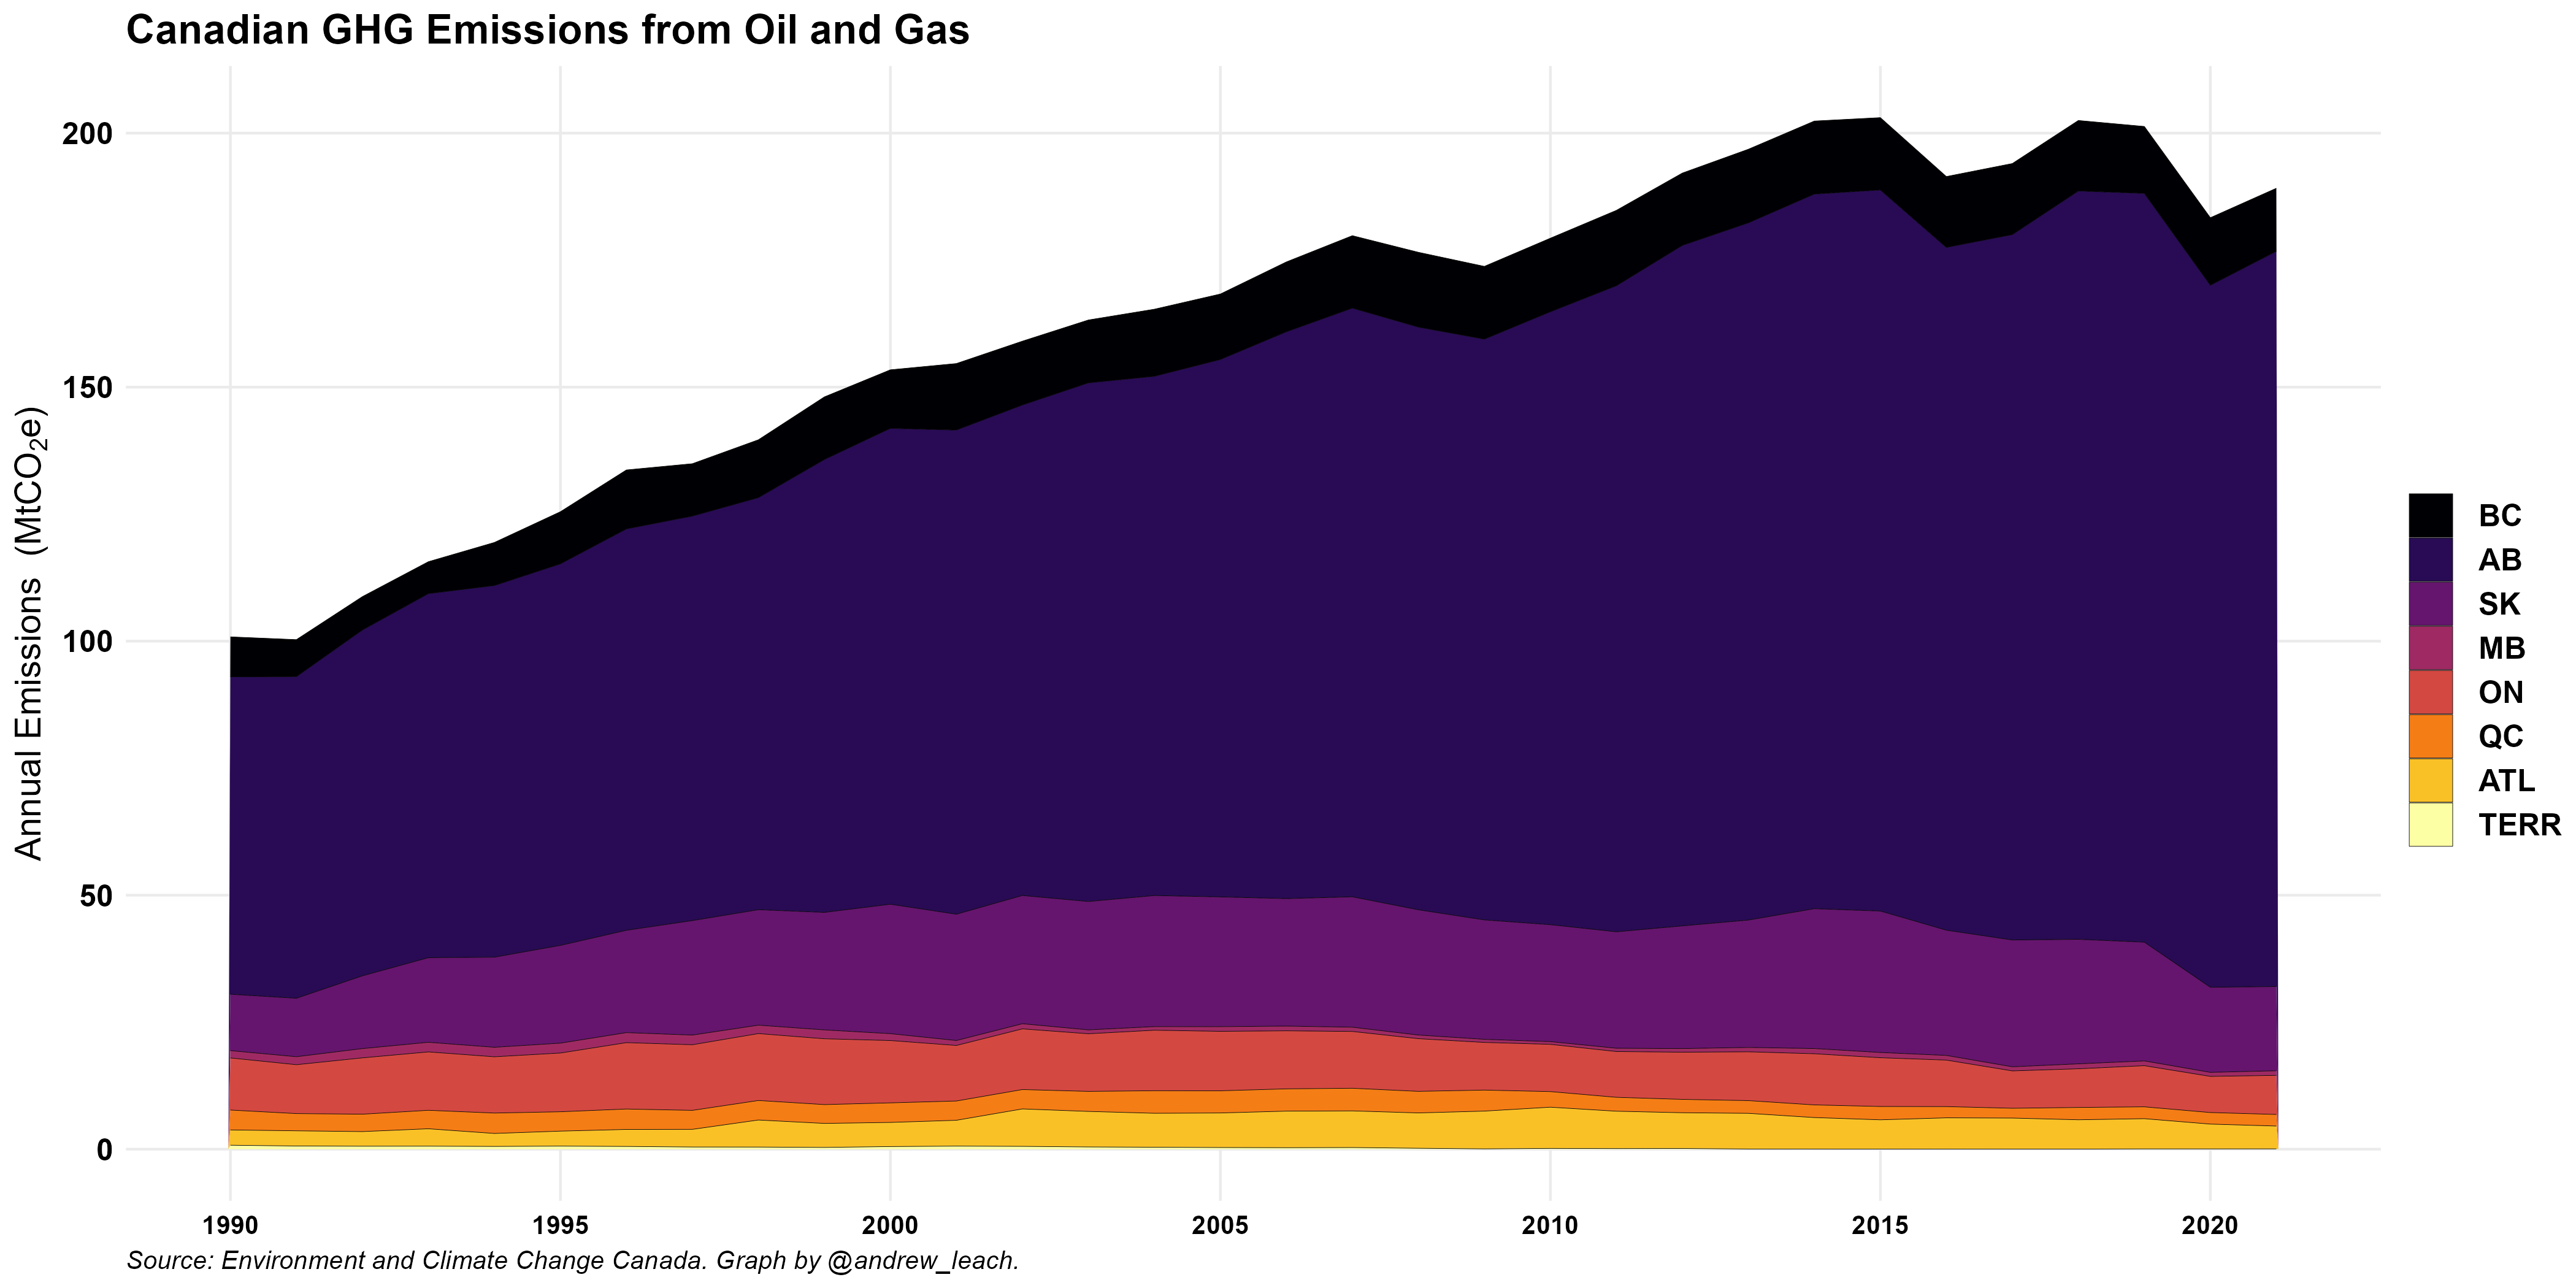 Canadian GHG Emissions from Oil and Gas
Annual Emissions (MtCO₂e)
200
150
100
50
0
1990 1995 2000 2005 2010 2015 2020
BC
AB
SK
MB
ON
QC
ATL
TERR
Source: Environment and Climate Change Canada. Graph by @andrew_leach.